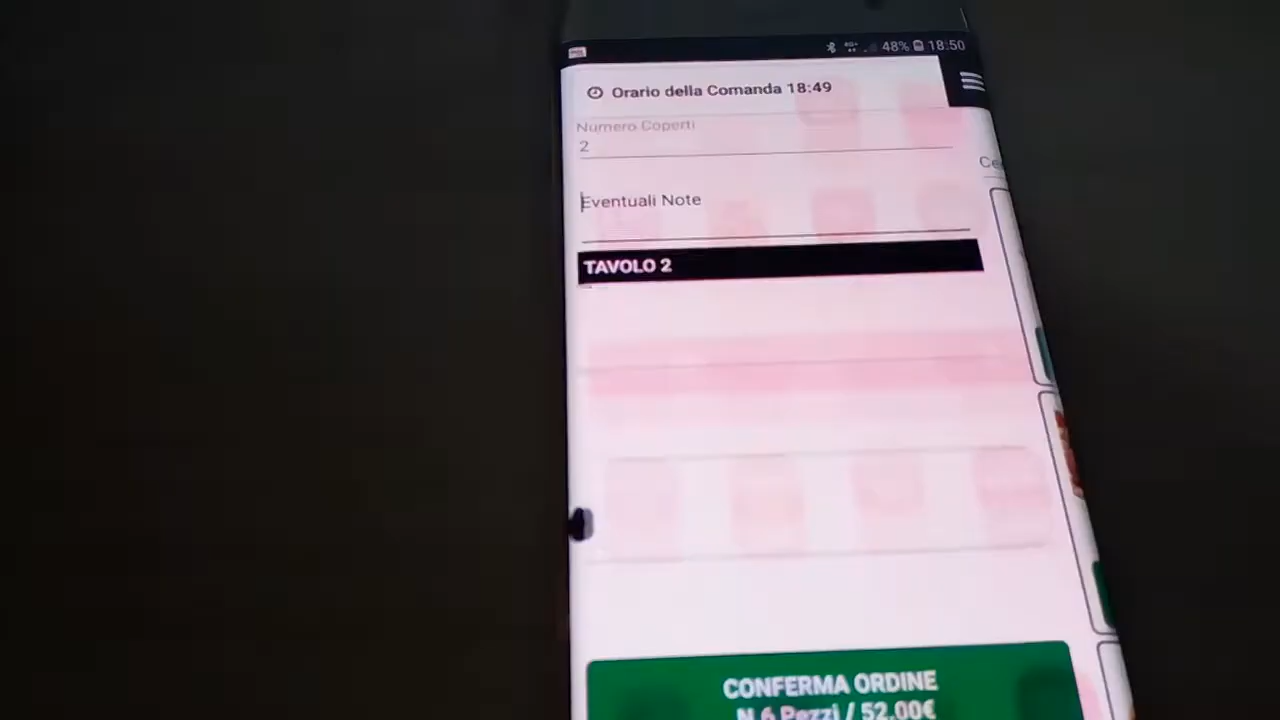 48% 18:50
Orario della Comanda 18:49
Numero Coperti
2
Ce
Eventuali Note
TAVOLO 2
CONFERMA ORDINE
N.6 Pezzi / 52.00€